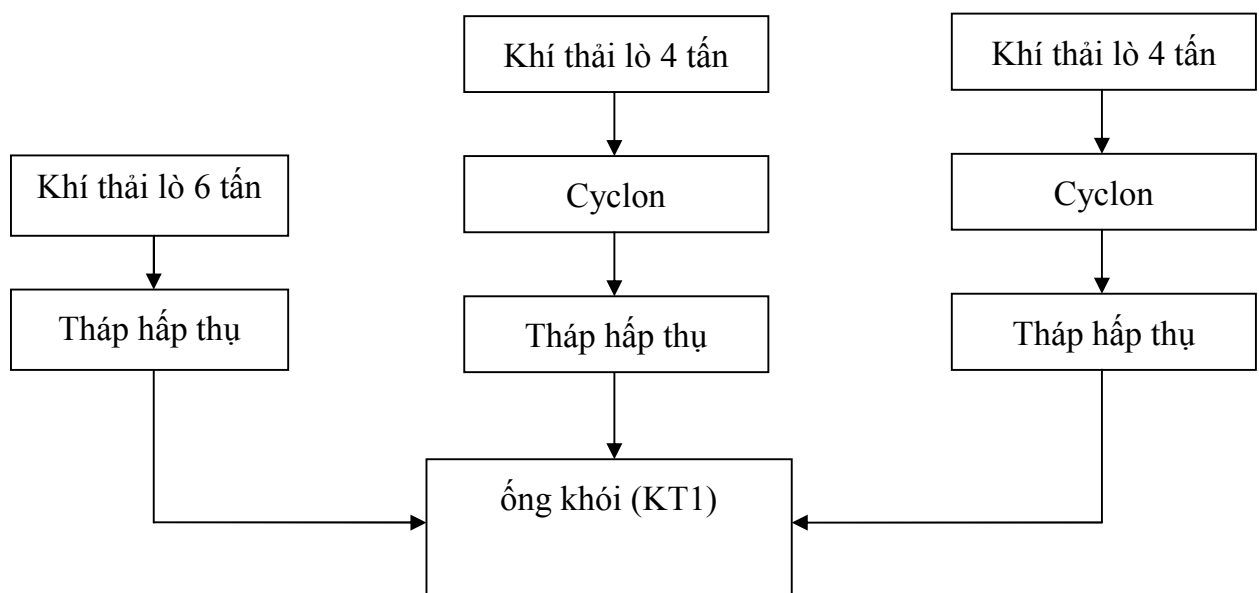 Khí thải lò 4 tấn
Khí thải lò 4 tấn
Khí thải lò 6 tấn
Cyclon
Cyclon
Tháp hấp thụ
Tháp hấp thụ
Tháp hấp thụ
ống khói (KT1)